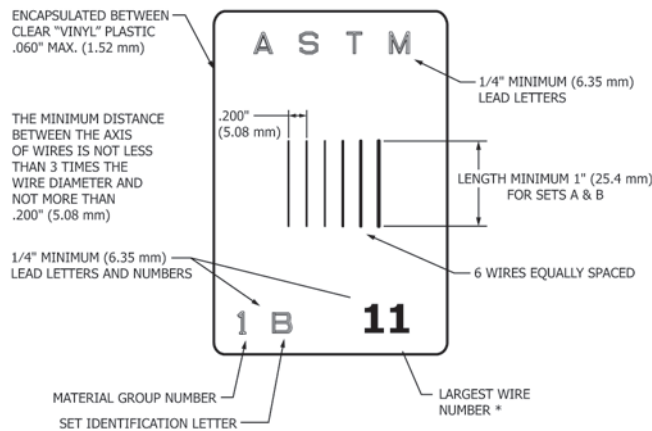 ENCAPSULATED BETWEEN
CLEAR “VINYL” PLASTIC
.060" MAX. (1.52 mm)
A S T M
1/4" MINIMUM (6.35 mm)
LEAD LETTERS
THE MINIMUM DISTANCE
BETWEEN THE AXIS
OF WIRES IS NOT LESS
THAN 3 TIMES THE
WIRE DIAMETER AND
NOT MORE THAN
.200" (5.08 mm)
.200"
(5.08 mm)
LENGTH MINIMUM 1" (25.4 mm)
FOR SETS A & B
1/4" MINIMUM (6.35 mm)
LEAD LETTERS AND NUMBERS
6 WIRES EQUALLY SPACED
1 B
11
MATERIAL GROUP NUMBER
SET IDENTIFICATION LETTER
LARGEST WIRE
NUMBER *